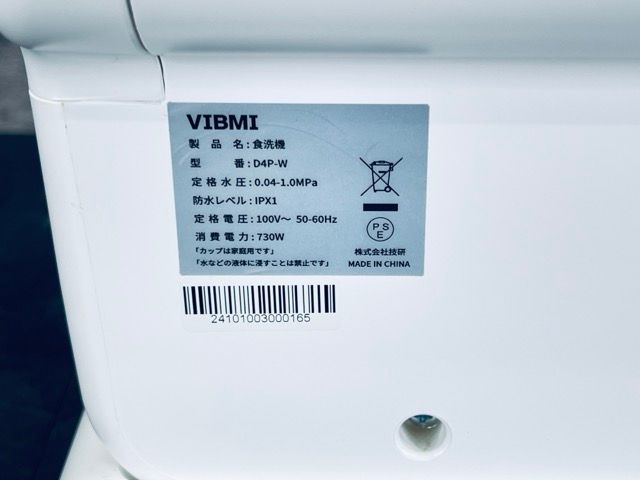 VIBMI
製品名:食洗機
型番:D4P-W
定格水圧:0.04-1.0MPa
防水レベル:IPX1
定格電圧:100V～ 50-60Hz
消費電力:730W
「カップは家庭用です」
「水などの液体に浸すことは禁止です」
PSE
株式会社技研
MADE IN CHINA
24101003000165